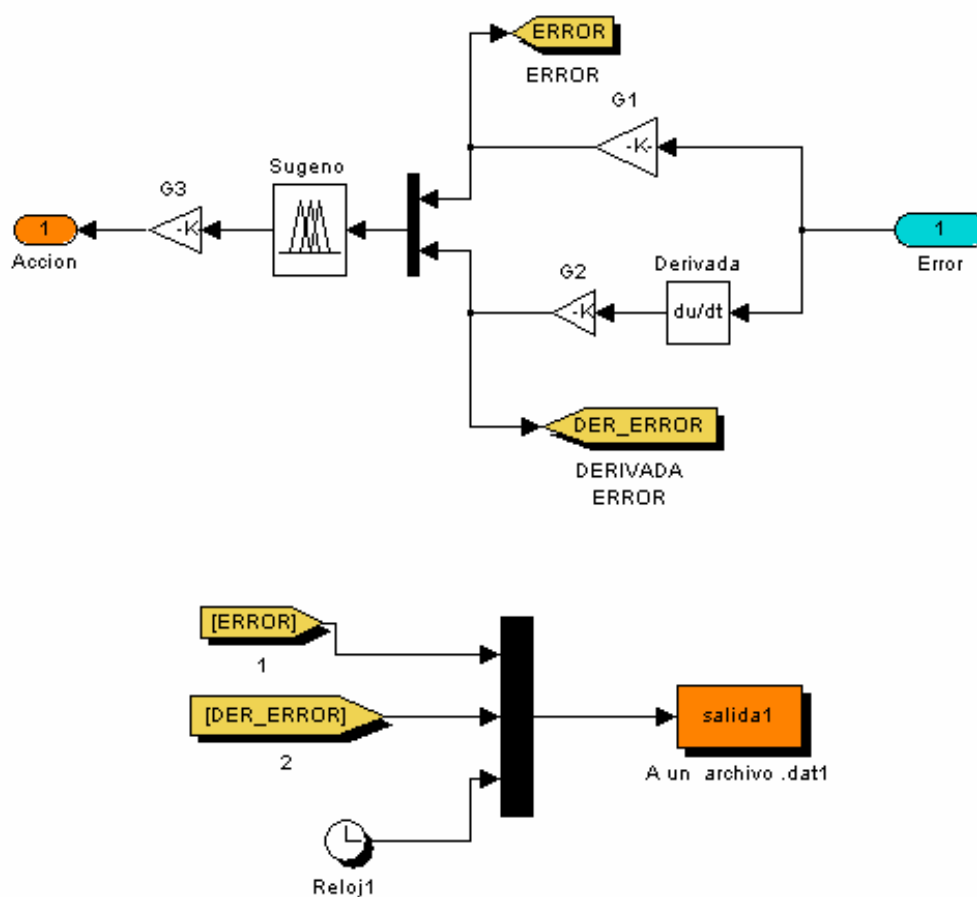 ERROR
ERROR
G1
-K-
Sugeno
G3
-K
1
Accion
1
Error
G2
-K
Derivada
du/dt
DER_ERROR
DERIVADA
ERROR
[ERROR]
1
[DER_ERROR]
2
salida1
A un archivo .dat1
Reloj1